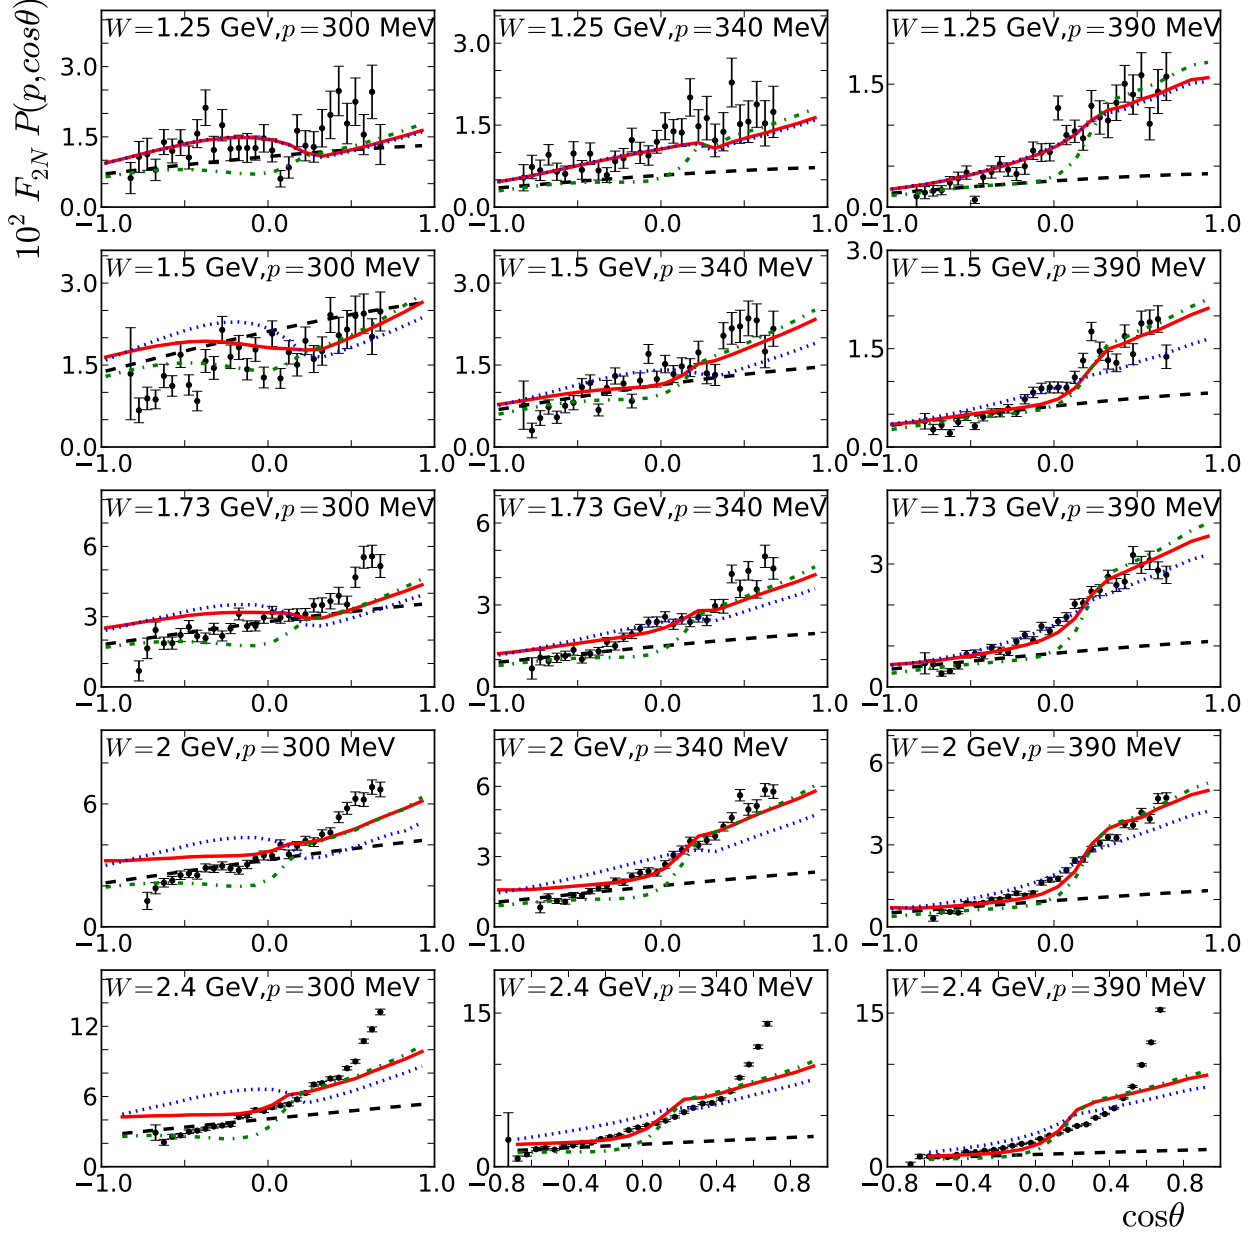 10² F₂N P(p,cosθ)
W=1.25 GeV,p=300 MeV W=1.25 GeV,p=340 MeV W=1.25 GeV,p=390 MeV
3.0 3.0
1.5 1.5 1.5
0.0 0.0 0.0
−1.0 0.0 1.0 −1.0 0.0 1.0 −1.0 0.0 1.0
W=1.5 GeV,p=300 MeV W=1.5 GeV,p=340 MeV W=1.5 GeV,p=390 MeV
3.0 3.0 3.0
1.5 1.5 1.5
0.0 0.0 0.0
−1.0 0.0 1.0 −1.0 0.0 1.0 −1.0 0.0 1.0
W=1.73 GeV,p=300 MeV W=1.73 GeV,p=340 MeV W=1.73 GeV,p=390 MeV
6 6
3 3 3
0 0 0
−1.0 0.0 1.0 −1.0 0.0 1.0 −1.0 0.0 1.0
W=2 GeV,p=300 MeV W=2 GeV,p=340 MeV W=2 GeV,p=390 MeV
6 6 6
3 3
0 0 0
−1.0 0.0 1.0 −1.0 0.0 1.0 −1.0 0.0 1.0
W=2.4 GeV,p=300 MeV W=2.4 GeV,p=340 MeV W=2.4 GeV,p=390 MeV
12 15 15
6
0 0 0
−1.0 0.0 1.0 −0.8 −0.4 0.0 0.4 0.8 −0.8 −0.4 0.0 0.4 0.8
cosθ